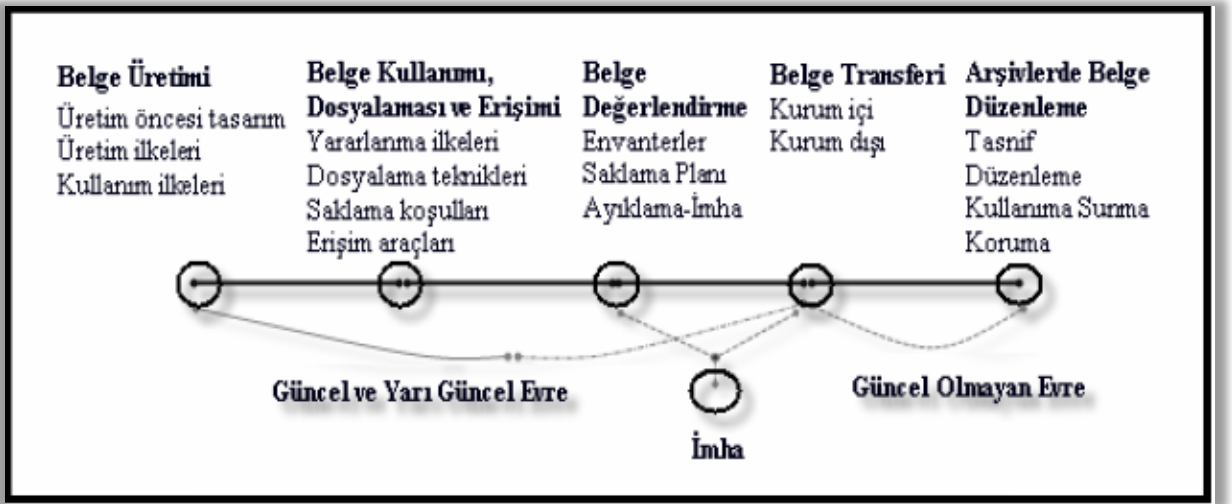 Belge Üretimi
Üretim öncesi tasarım
Üretim ilkeleri
Kullanım ilkeleri
Belge Kullanımı,
Dosyalaması ve Erişimi
Yararlanma ilkeleri
Dosyalama teknikleri
Saklama koşulları
Erişim araçları
Belge
Değerlendirme
Envanterler
Saklama Planı
Ayıklama-İmha
Belge Transferi
Kurum içi
Kurum dışı
Arşivlerde Belge
Düzenleme
Tasnif
Düzenleme
Kullanıma Sunma
Koruma
Güncel ve Yarı Güncel Evre
İmha
Güncel Olmayan Evre